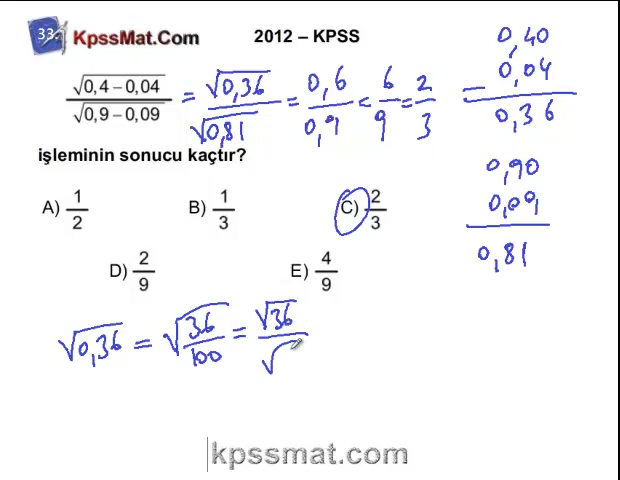 33. KpssMat.Com 2012 – KPSS
√(0,4 – 0,04) / √(0,9 – 0,09) = √0,36 / √0,81 = 0,6 / 0,9 = 6/9 = 2/3
0,40
– 0,04
0,36
işleminin sonucu kaçtır?
0,90
0,09
0,81
A) 1/2 B) 1/3 C) 2/3
D) 2/9 E) 4/9
√0,36 = √(36/100) = √36 / √
kpssmat.com